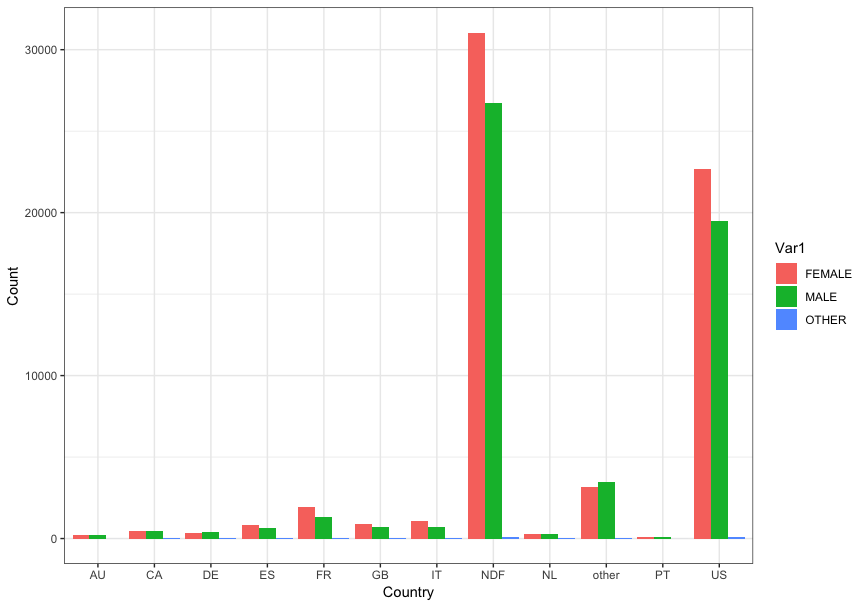 30000
20000
10000
0
Count
AU CA DE ES FR GB IT NDF NL other PT US
Country
Var1
FEMALE
MALE
OTHER